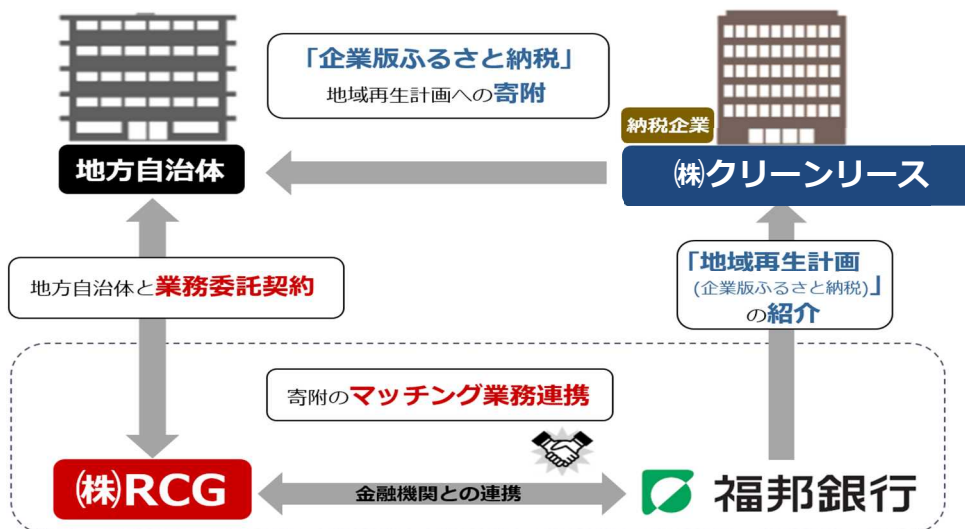 「企業版ふるさと納税」
地域再生計画への寄附
納税企業
地方自治体
㈱クリーンリース
地方自治体と業務委託契約
「地域再生計画
(企業版ふるさと納税)」
の紹介
寄附のマッチング業務連携
㈱RCG
金融機関との連携
福邦銀行